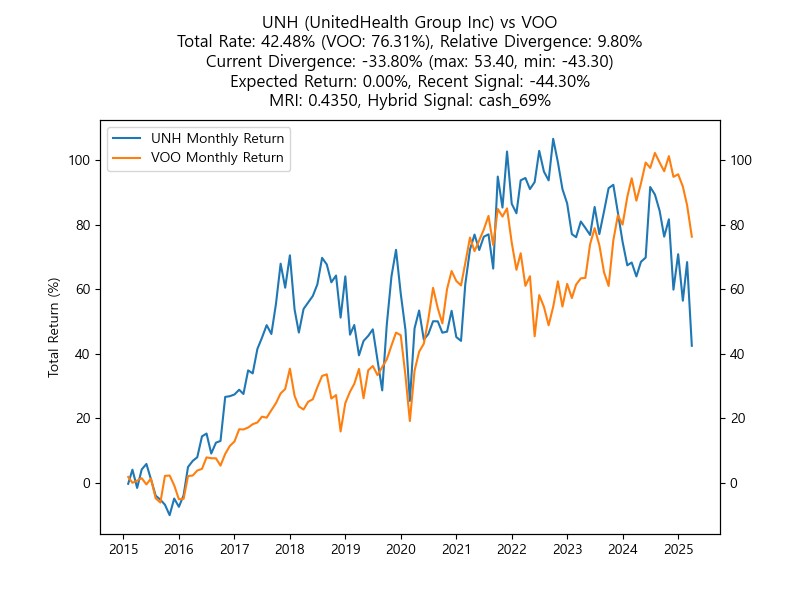 UNH (UnitedHealth Group Inc) vs VOO
Total Rate: 42.48% (VOO: 76.31%), Relative Divergence: 9.80%
Current Divergence: -33.80% (max: 53.40, min: -43.30)
Expected Return: 0.00%, Recent Signal: -44.30%
MRI: 0.4350, Hybrid Signal: cash_69%
UNH Monthly Return
VOO Monthly Return
Total Return (%)
100
80
60
40
20
0
100
80
60
40
20
0
2015 2016 2017 2018 2019 2020 2021 2022 2023 2024 2025